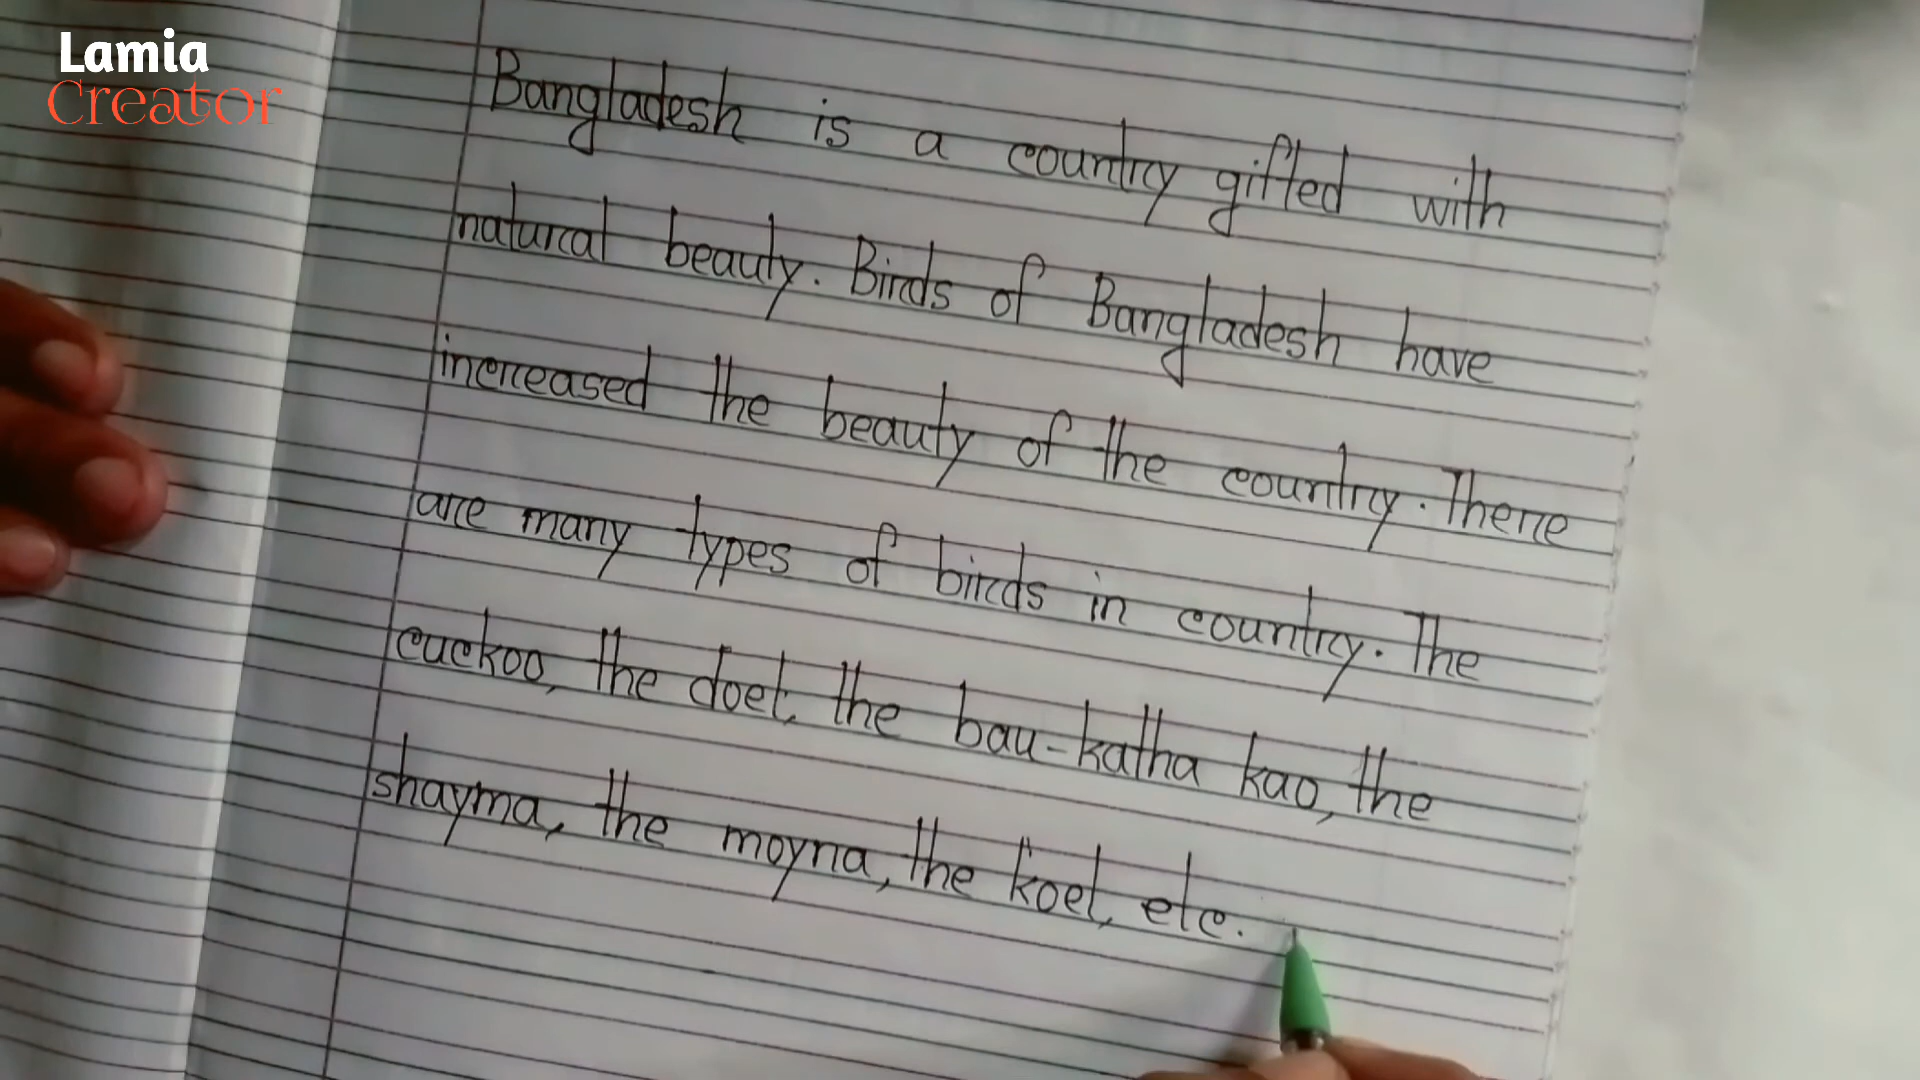 Lamia
Creator
Bangladesh is a country gifted with
natural beauty. Birds of Bangladesh have
increased the beauty of the country. There
are many types of birds in country. The
cuckoo, the doel, the bau-katha kao, the
shayma, the moyna, the koel, etc.